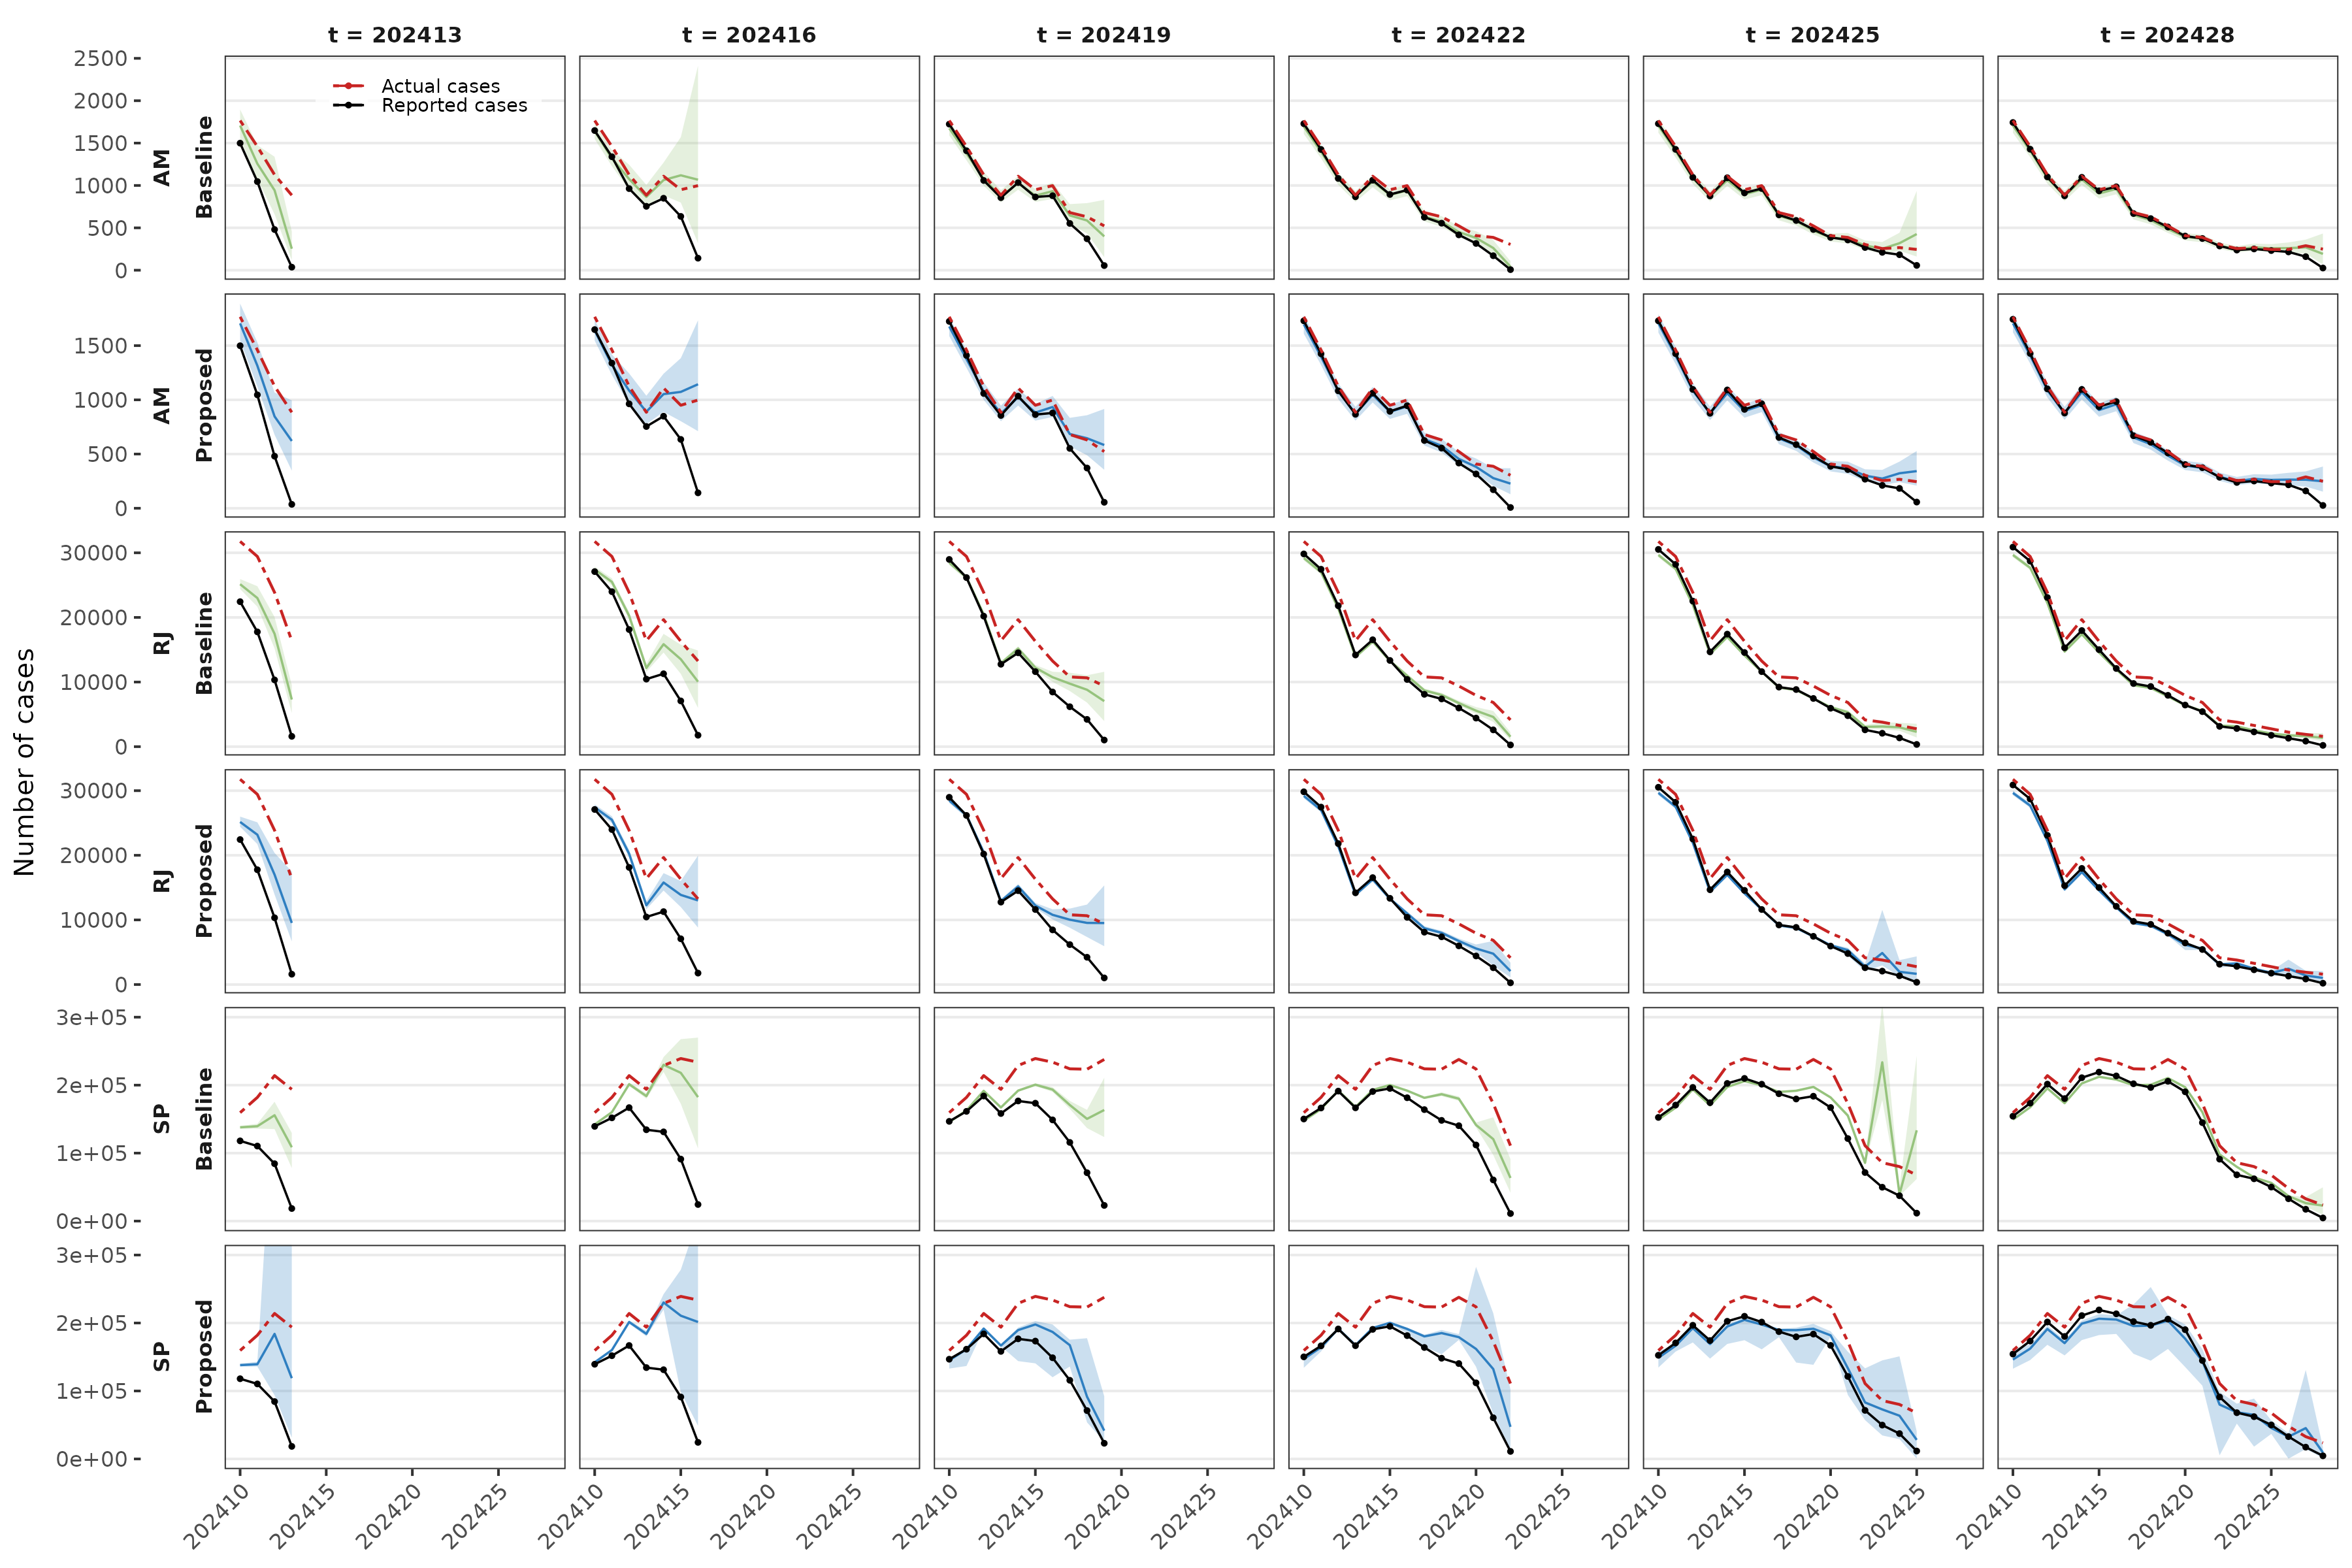 t = 202413
t = 202416
t = 202419
t = 202422
t = 202425
t = 202428
Number of cases
AM
Baseline
2500
2000
1500
1000
500
0
Actual cases
Reported cases
AM
Proposed
1500
1000
500
0
RJ
Baseline
30000
20000
10000
0
RJ
Proposed
30000
20000
10000
0
SP
Baseline
3e+05
2e+05
1e+05
0e+00
SP
Proposed
3e+05
2e+05
1e+05
0e+00
202410
202415
202420
202425
202410
202415
202420
202425
202410
202415
202420
202425
202410
202415
202420
202425
202410
202415
202420
202425
202410
202415
202420
202425